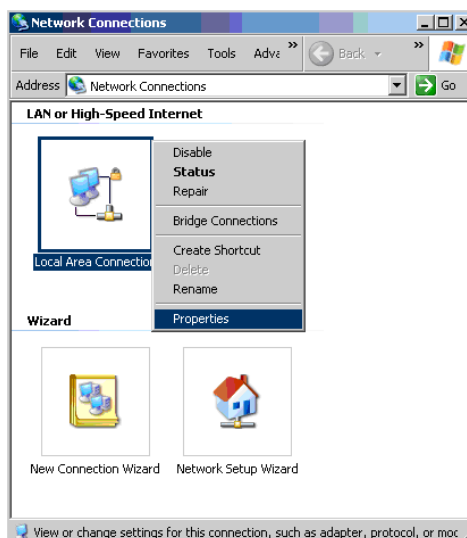 Network Connections
File Edit View Favorites Tools Adva » Back »
Address Network Connections Go
LAN or High-Speed Internet
Local Area Connection
Disable
Status
Repair
Bridge Connections
Create Shortcut
Delete
Rename
Properties
Wizard
New Connection Wizard
Network Setup Wizard
View or change settings for this connection, such as adapter, protocol, or moc